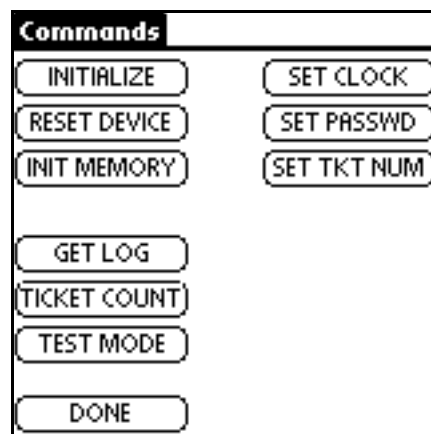 Commands
INITIALIZE
SET CLOCK
RESET DEVICE
SET PASSWD
INIT MEMORY
SET TKT NUM
GET LOG
TICKET COUNT
TEST MODE
DONE